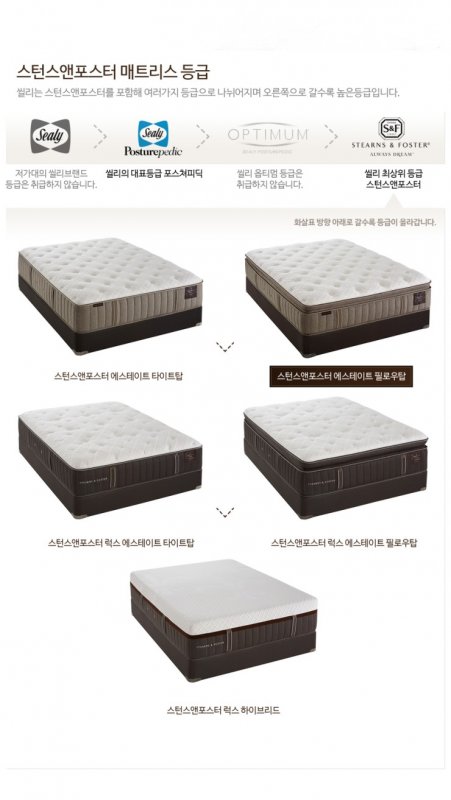 스턴스앤포스터 매트리스 등급
씰리는 스턴스앤포스터를 포함해 여러가지 등급으로 나뉘어지며 오른쪽으로 갈수록 높은등급입니다.
Sealy
Sealy
Posturepedic
OPTIMUM
SEALY POSTUREPEDIC
S&F
STEARNS & FOSTER®
ALWAYS DREAM™
저가대의 씰리브랜드
등급은 취급하지 않습니다.
씰리의 대표등급 포스쳐피딕
씰리 옵티멈 등급은
취급하지 않습니다.
씰리 최상위 등급
스턴스앤포스터
화살표 방향 아래로 갈수록 등급이 올라갑니다.
스턴스앤포스터 에스테이트 타이트탑
스턴스앤포스터 에스테이트 필로우탑
STEARNS & FOSTER
STEARNS & FOSTER
스턴스앤포스터 럭스 에스테이트 타이트탑
스턴스앤포스터 럭스 에스테이트 필로우탑
STEARNS & FOSTER
스턴스앤포스터 럭스 하이브리드